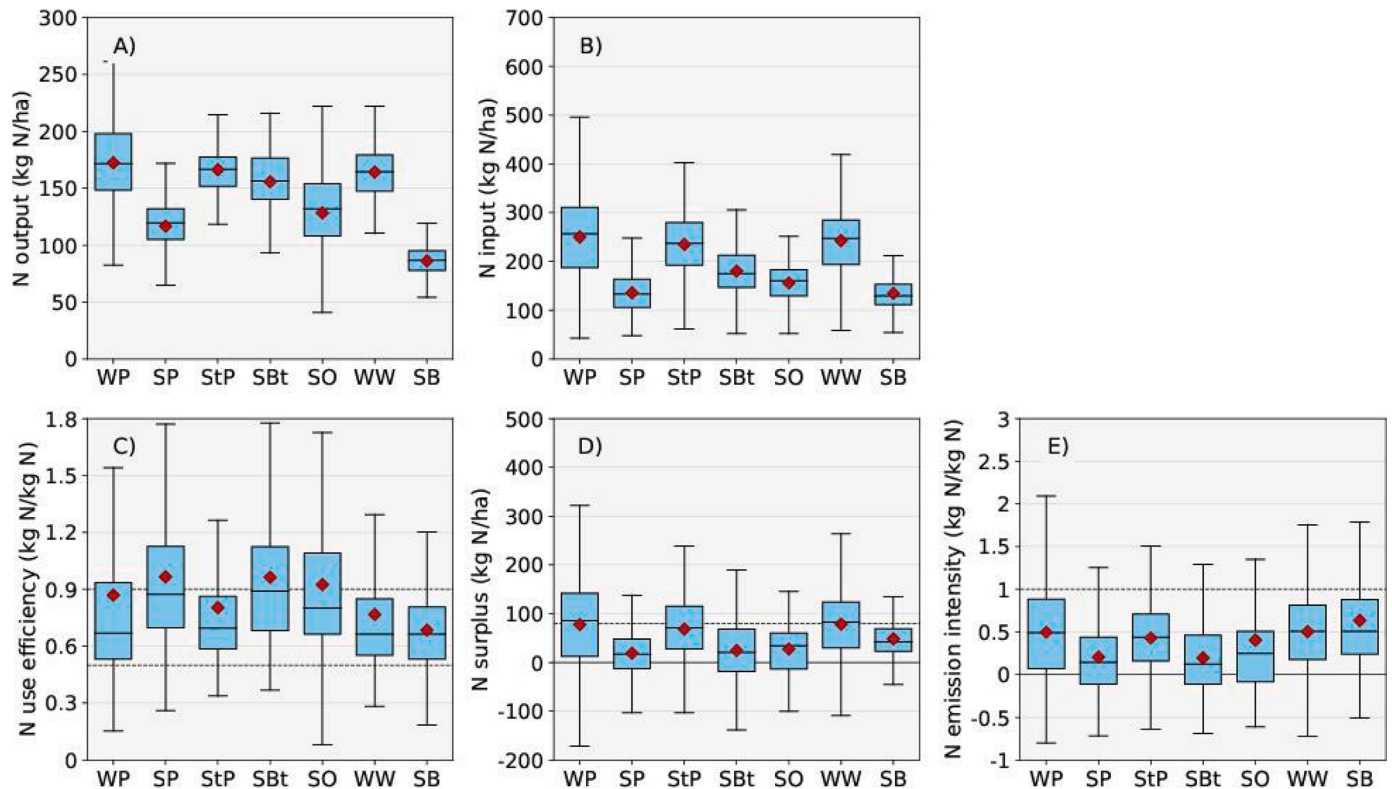 A)
N output (kg N/ha)
300
250
200
150
100
50
0
WP SP StP SBt SO WW SB
B)
N input (kg N/ha)
700
600
500
400
300
200
100
0
WP SP StP SBt SO WW SB
C)
N use efficiency (kg N/kg N)
1.8
1.5
1.2
0.9
0.6
0.3
0
WP SP StP SBt SO WW SB
D)
N surplus (kg N/ha)
500
400
300
200
100
0
-100
-200
WP SP StP SBt SO WW SB
E)
N emission intensity (kg N/kg N)
3
2.5
2
1.5
1
0.5
0
-0.5
-1
WP SP StP SBt SO WW SB